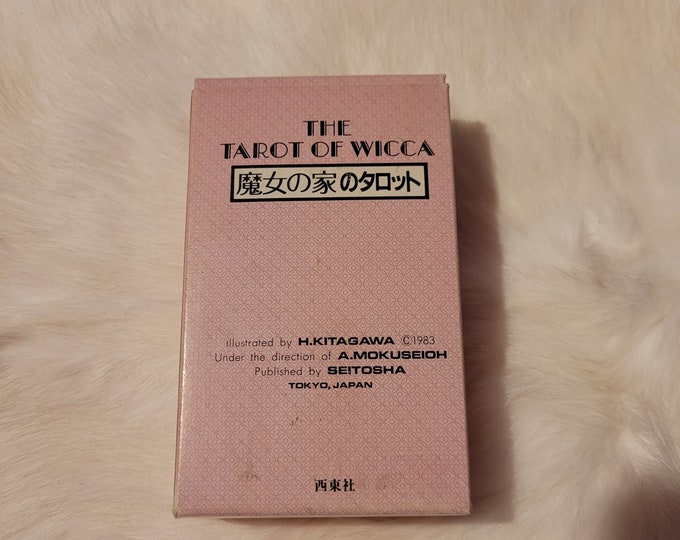 THE
TAROT OF WICCA
魔女の家のタロット
Illustrated by H.KITAGAWA ©1983
Under the direction of A.MOKUSEIOH
Published by SEITOSHA
TOKYO, JAPAN
西東社